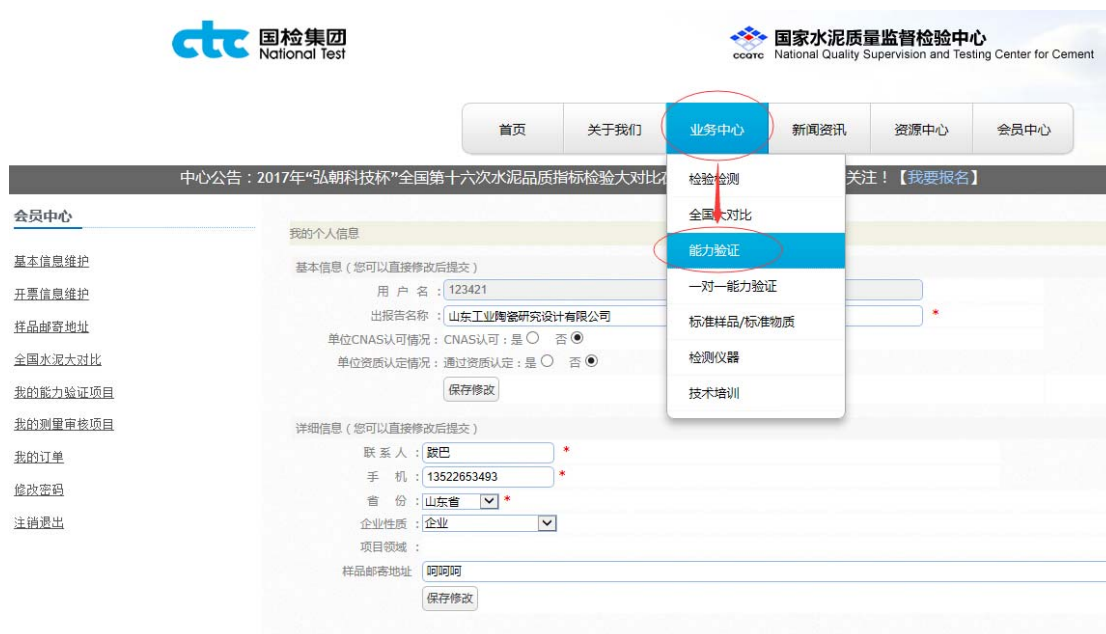 ctc 国检集团
National Test
ccqtc 国家水泥质量监督检验中心
National Quality Supervision and Testing Center for Cement
首页 关于我们 业务中心 新闻资讯 资源中心 会员中心
中心公告：2017年“弘朝科技杯”全国第十六次水泥品质指标检验大对比 关注！【我要报名】
检验检测
全国大对比
能力验证
一对一能力验证
标准样品/标准物质
检测仪器
技术培训
会员中心
基本信息维护
开票信息维护
样品邮寄地址
全国水泥大对比
我的能力验证项目
我的测量审核项目
我的订单
修改密码
注销退出
我的个人信息
基本信息（您可以直接修改后提交）
用 户 名：123421
出报告名称：山东工业陶瓷研究设计有限公司 *
单位CNAS认可情况：CNAS认可：是 否
单位资质认定情况：通过资质认定：是 否
保存修改
详细信息（您可以直接修改后提交）
联 系 人：跋巴 *
手 机：13522653493 *
省 份：山东省 *
企业性质：企业
项目领域：
样品邮寄地址 呵呵呵
保存修改